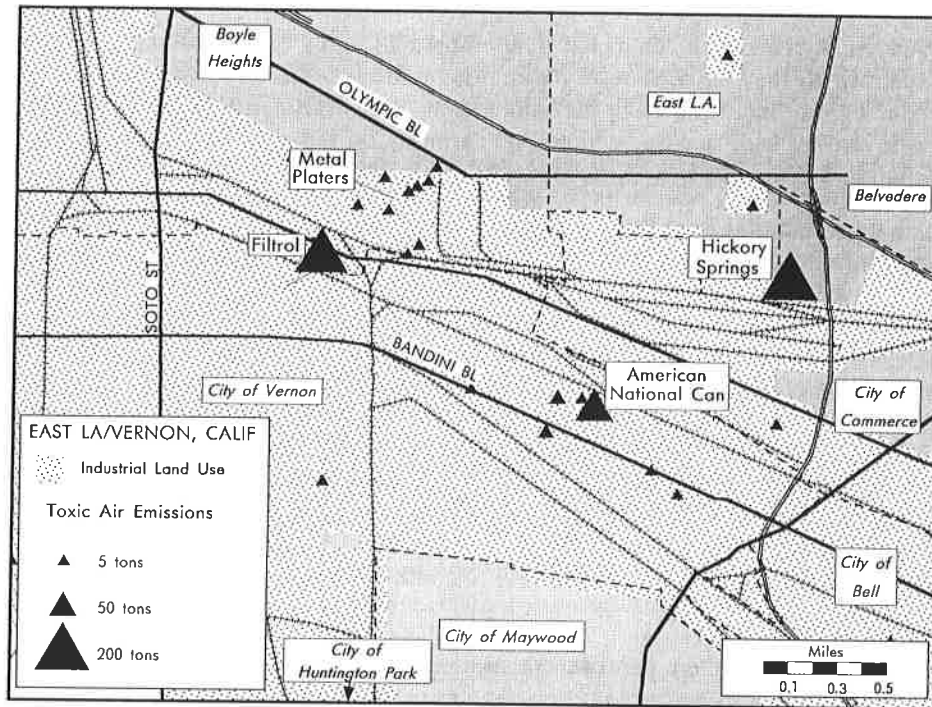 Boyle
Heights
OLYMPIC BL
East L.A.
Metal
Platers
Belvedere
Filtrol
Hickory
Springs
SOTO ST
BANDINI BL
American
National Can
City of Vernon
City of
Commerce
EAST LA/VERNON, CALIF
Industrial Land Use
Toxic Air Emissions
5 tons
50 tons
200 tons
City of
Bell
City of Maywood
City of
Huntington Park
Miles
0.1 0.3 0.5